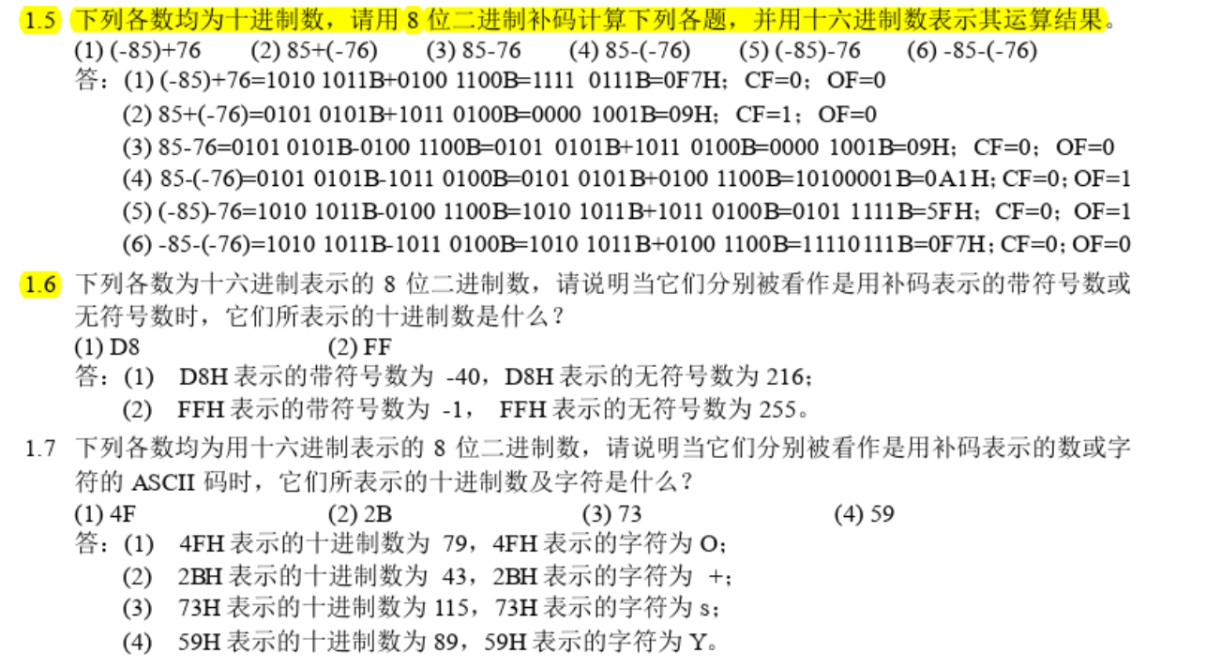 1.5 下列各数均为十进制数，请用 8 位二进制补码计算下列各题，并用十六进制数表示其运算结果。
(1) (-85)+76 (2) 85+(-76) (3) 85-76 (4) 85-(-76) (5) (-85)-76 (6) -85-(-76)
答：(1) (-85)+76=1010 1011B+0100 1100B=1111 0111B=0F7H；CF=0；OF=0
(2) 85+(-76)=0101 0101B+1011 0100B=0000 1001B=09H；CF=1；OF=0
(3) 85-76=0101 0101B-0100 1100B=0101 0101B+1011 0100B=0000 1001B=09H；CF=0；OF=0
(4) 85-(-76)=0101 0101B-1011 0100B=0101 0101B+0100 1100B=10100001B=0A1H；CF=0；OF=1
(5) (-85)-76=1010 1011B-0100 1100B=1010 1011B+1011 0100B=0101 1111B=5FH；CF=0；OF=1
(6) -85-(-76)=1010 1011B-1011 0100B=1010 1011B+0100 1100B=11110111B=0F7H；CF=0；OF=0
1.6 下列各数为十六进制表示的 8 位二进制数，请说明当它们分别被看作是用补码表示的带符号数或
无符号数时，它们所表示的十进制数是什么？
(1) D8 (2) FF
答：(1) D8H 表示的带符号数为 -40，D8H 表示的无符号数为 216；
(2) FFH 表示的带符号数为 -1， FFH 表示的无符号数为 255。
1.7 下列各数均为用十六进制表示的 8 位二进制数，请说明当它们分别被看作是用补码表示的数或字
符的 ASCII 码时，它们所表示的十进制数及字符是什么？
(1) 4F (2) 2B (3) 73 (4) 59
答：(1) 4FH 表示的十进制数为 79，4FH 表示的字符为 O；
(2) 2BH 表示的十进制数为 43，2BH 表示的字符为 +；
(3) 73H 表示的十进制数为 115，73H 表示的字符为 s；
(4) 59H 表示的十进制数为 89，59H 表示的字符为 Y。